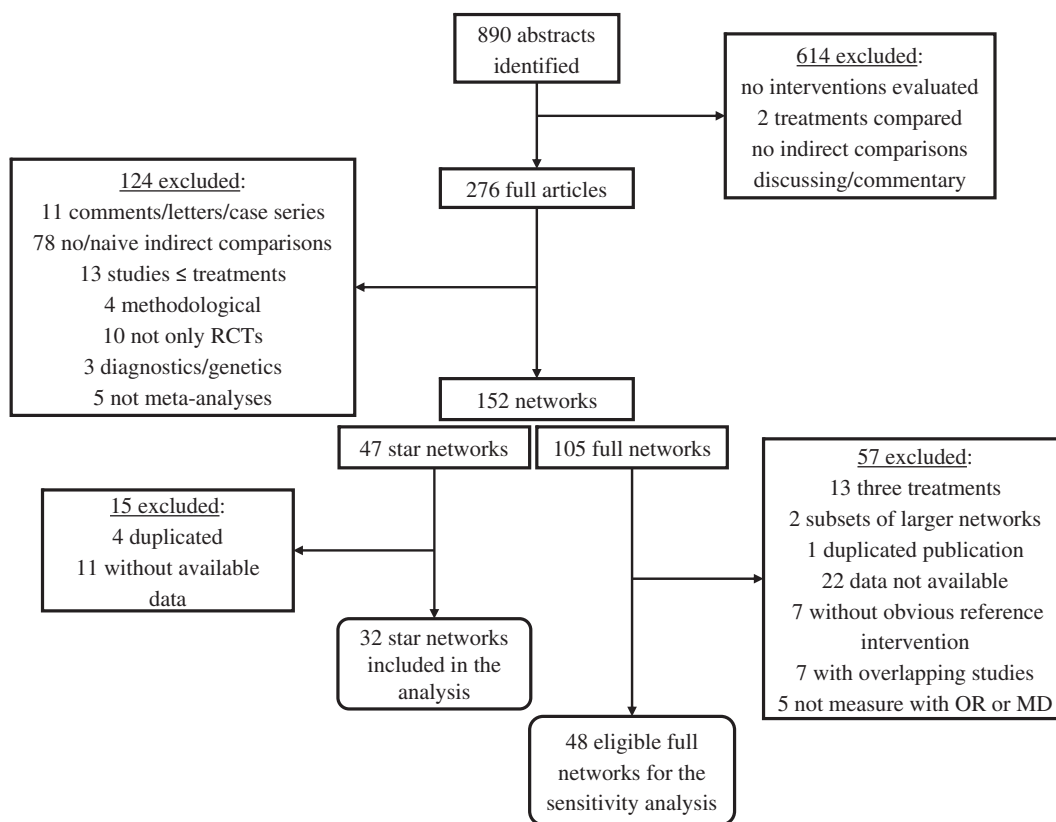 890 abstracts
identified
614 excluded:
no interventions evaluated
2 treatments compared
no indirect comparisons
discussing/commentary
276 full articles
124 excluded:
11 comments/letters/case series
78 no/naive indirect comparisons
13 studies ≤ treatments
4 methodological
10 not only RCTs
3 diagnostics/genetics
5 not meta-analyses
152 networks
47 star networks
105 full networks
15 excluded:
4 duplicated
11 without available
data
57 excluded:
13 three treatments
2 subsets of larger networks
1 duplicated publication
22 data not available
7 without obvious reference
intervention
7 with overlapping studies
5 not measure with OR or MD
32 star networks
included in the
analysis
48 eligible full
networks for the
sensitivity analysis